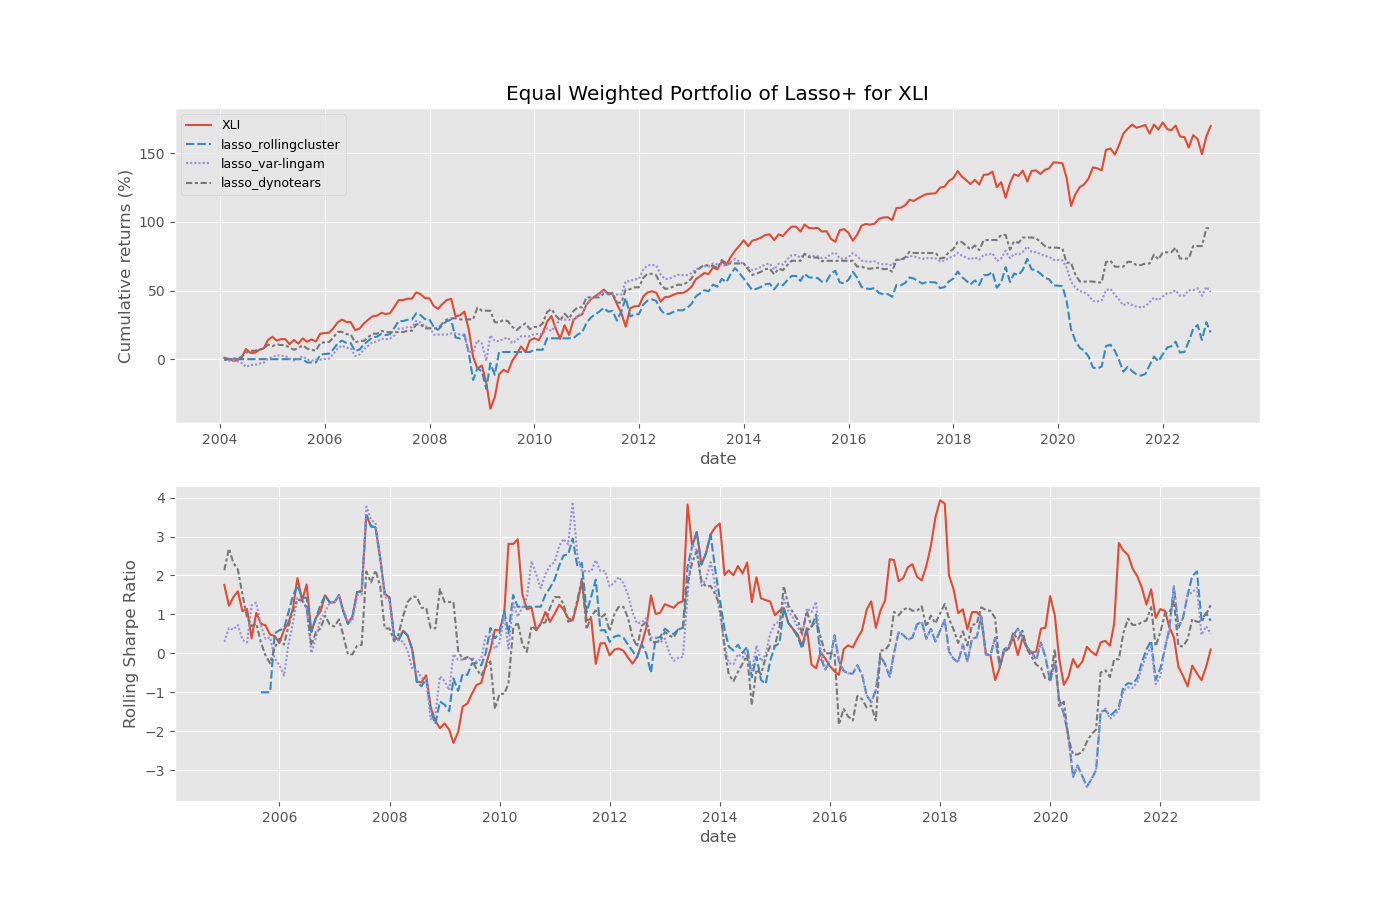 Equal Weighted Portfolio of Lasso+ for XLI
XLI
lasso_rollingcluster
lasso_var-lingam
lasso_dynotears
Cumulative returns (%)
150
100
50
0
2004 2006 2008 2010 2012 2014 2016 2018 2020 2022
date
Rolling Sharpe Ratio
4
3
2
1
0
−1
−2
−3
2006 2008 2010 2012 2014 2016 2018 2020 2022
date